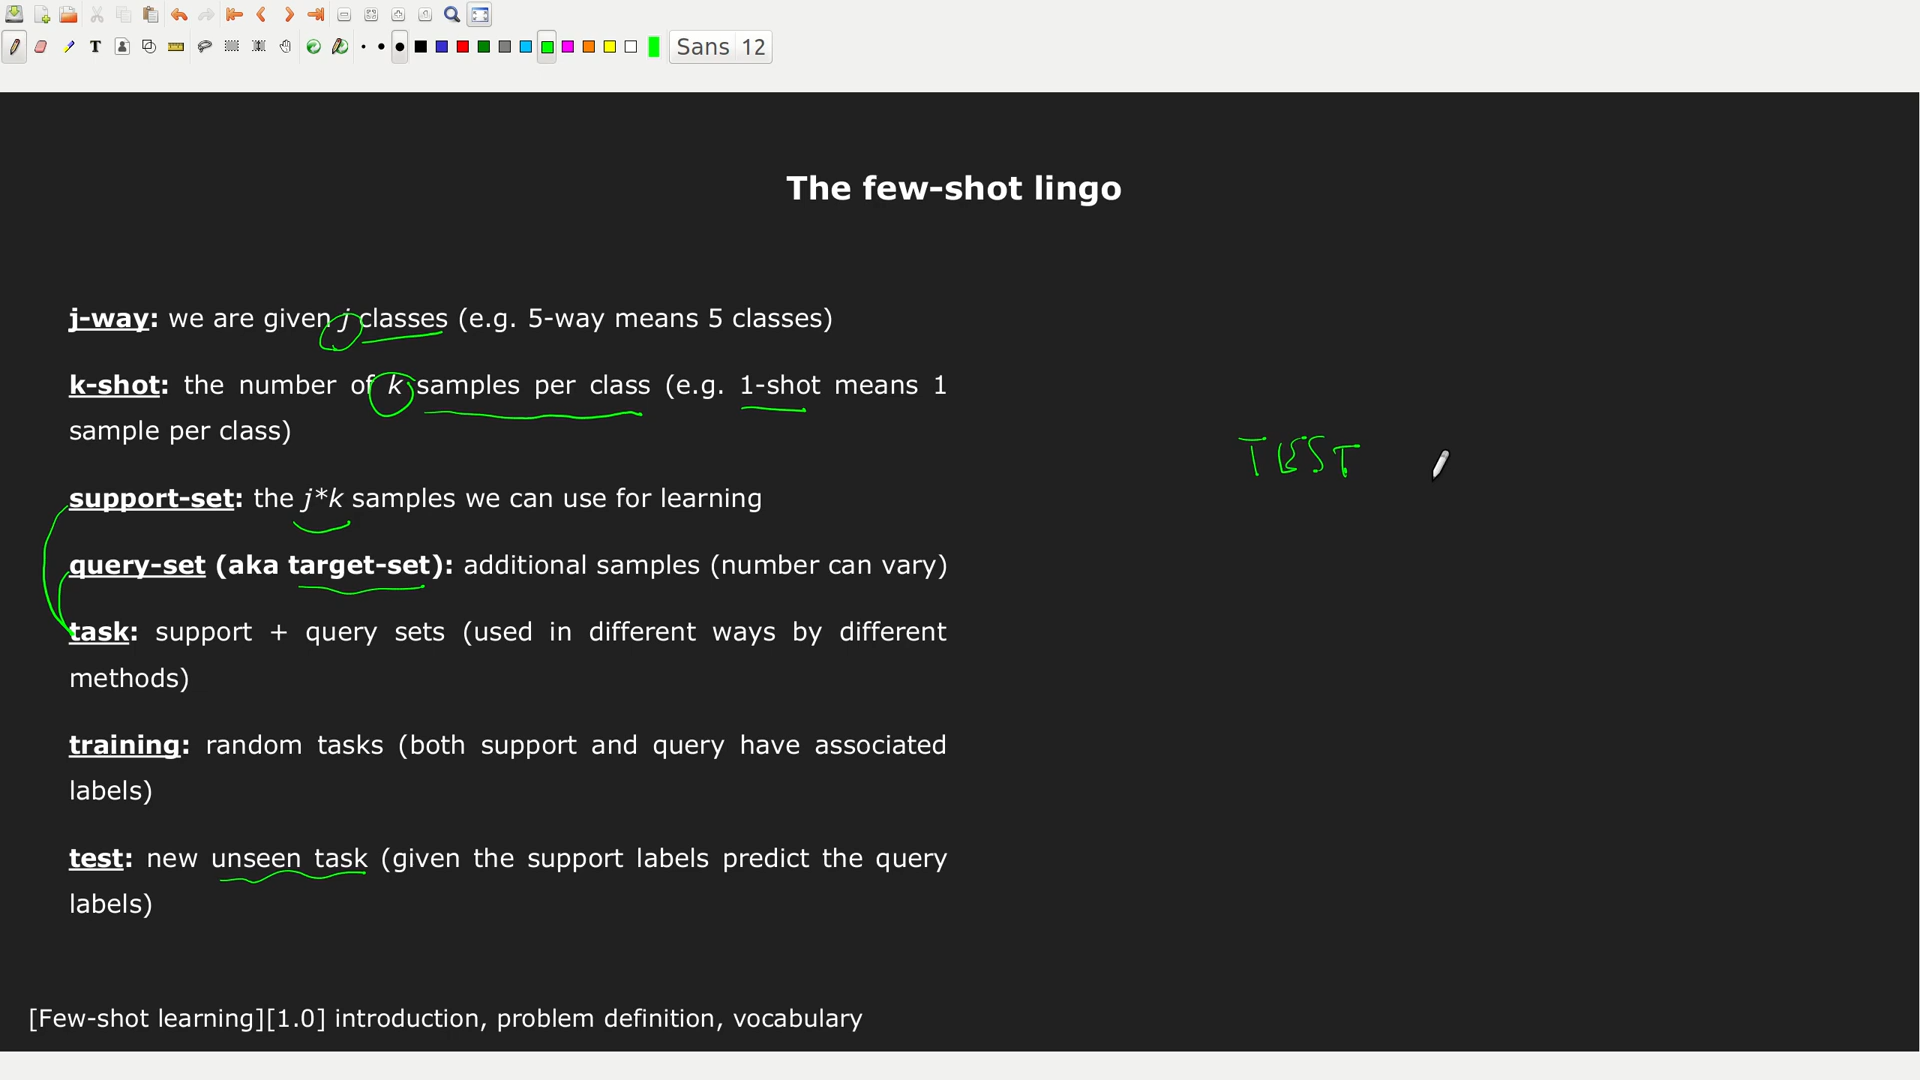 Sans 12
The few-shot lingo
j-way: we are given j classes (e.g. 5-way means 5 classes)
k-shot: the number of k samples per class (e.g. 1-shot means 1
sample per class)
support-set: the j*k samples we can use for learning
query-set (aka target-set): additional samples (number can vary)
task: support + query sets (used in different ways by different
methods)
training: random tasks (both support and query have associated
labels)
test: new unseen task (given the support labels predict the query
labels)
TEST
[Few-shot learning][1.0] introduction, problem definition, vocabulary